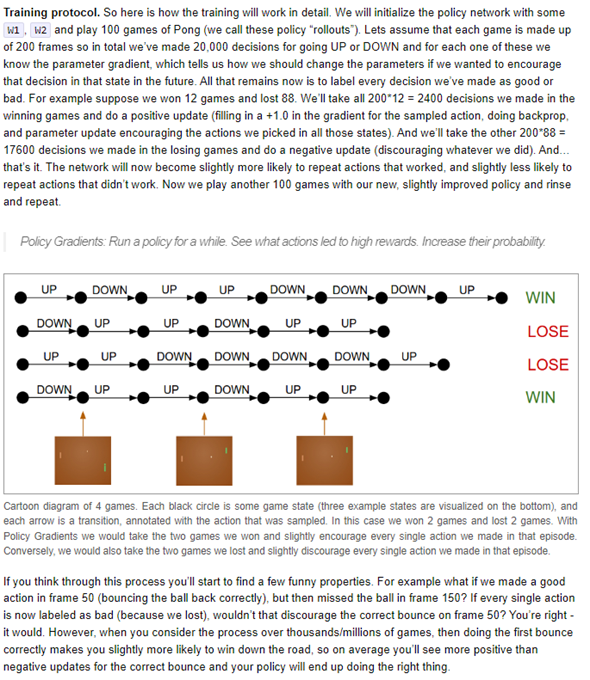 Training protocol. So here is how the training will work in detail. We will initialize the policy network with some
W1, W2 and play 100 games of Pong (we call these policy “rollouts”). Lets assume that each game is made up
of 200 frames so in total we’ve made 20,000 decisions for going UP or DOWN and for each one of these we
know the parameter gradient, which tells us how we should change the parameters if we wanted to encourage
that decision in that state in the future. All that remains now is to label every decision we’ve made as good or
bad. For example suppose we won 12 games and lost 88. We’ll take all 200*12 = 2400 decisions we made in the
winning games and do a positive update (filling in a +1.0 in the gradient for the sampled action, doing backprop,
and parameter update encouraging the actions we picked in all those states). And we’ll take the other 200*88 =
17600 decisions we made in the losing games and do a negative update (discouraging whatever we did). And…
that’s it. The network will now become slightly more likely to repeat actions that worked, and slightly less likely to
repeat actions that didn’t work. Now we play another 100 games with our new, slightly improved policy and rinse
and repeat.
Policy Gradients: Run a policy for a while. See what actions led to high rewards. Increase their probability.
UP DOWN UP UP DOWN DOWN DOWN UP WIN
DOWN UP UP DOWN UP UP LOSE
UP UP DOWN DOWN DOWN DOWN UP LOSE
DOWN UP UP DOWN UP UP WIN
Cartoon diagram of 4 games. Each black circle is some game state (three example states are visualized on the bottom), and
each arrow is a transition, annotated with the action that was sampled. In this case we won 2 games and lost 2 games. With
Policy Gradients we would take the two games we won and slightly encourage every single action we made in that episode.
Conversely, we would also take the two games we lost and slightly discourage every single action we made in that episode.
If you think through this process you’ll start to find a few funny properties. For example what if we made a good
action in frame 50 (bouncing the ball back correctly), but then missed the ball in frame 150? If every single action
is now labeled as bad (because we lost), wouldn’t that discourage the correct bounce on frame 50? You’re right -
it would. However, when you consider the process over thousands/millions of games, then doing the first bounce
correctly makes you slightly more likely to win down the road, so on average you’ll see more positive than
negative updates for the correct bounce and your policy will end up doing the right thing.